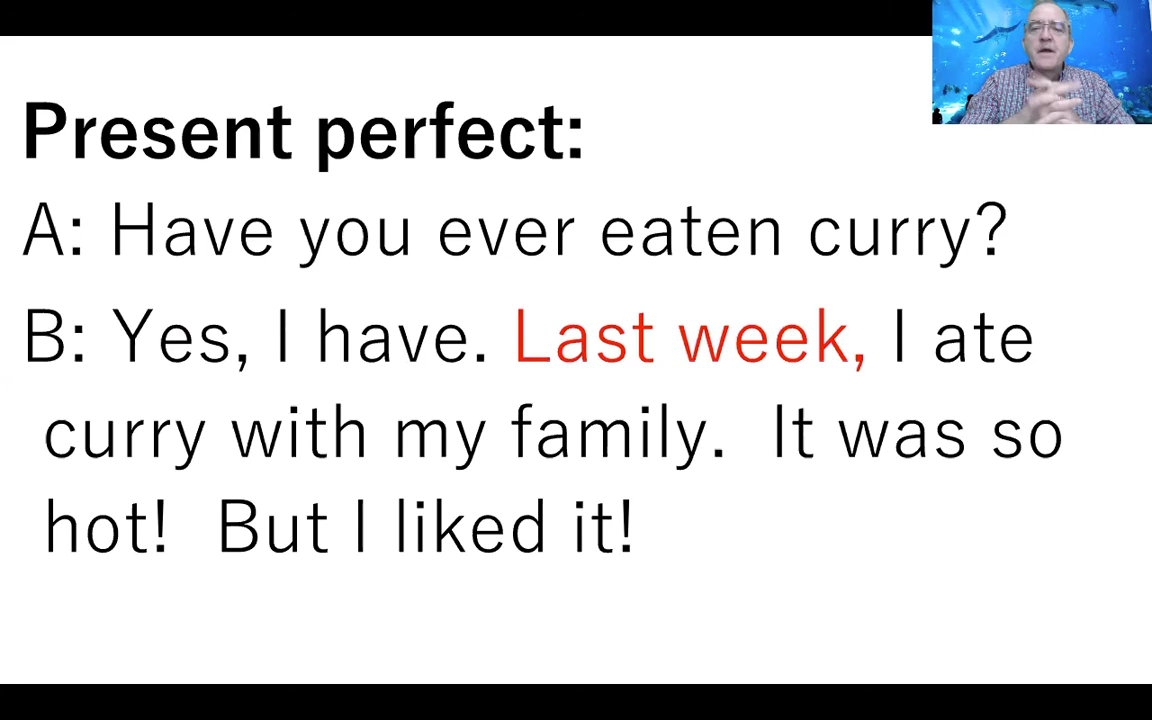 Present perfect:
A: Have you ever eaten curry?
B: Yes, I have. Last week, I ate
curry with my family. It was so
hot! But I liked it!